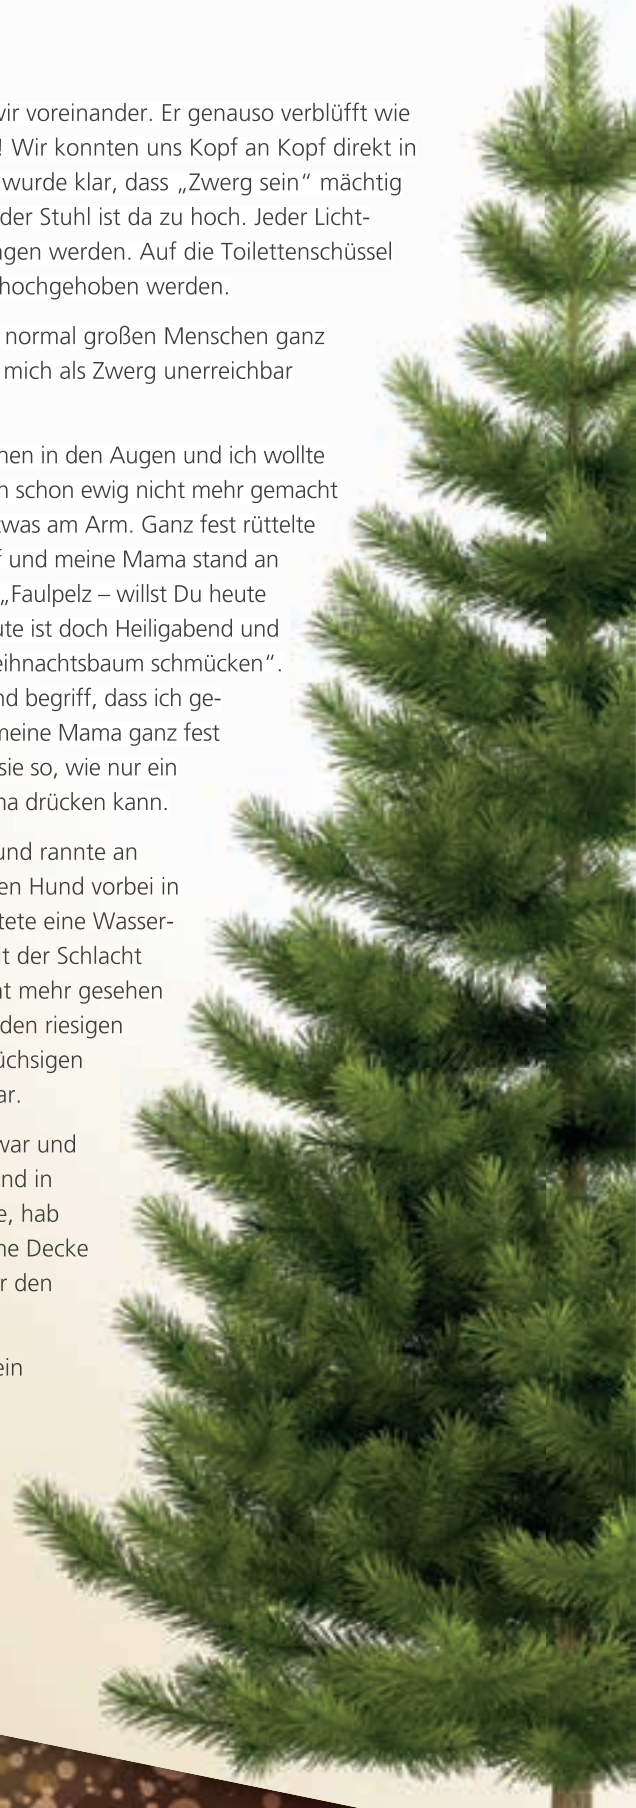 wir voreinander. Er genauso verblüfft wie
! Wir konnten uns Kopf an Kopf direkt in
wurde klar, dass „Zwerg sein“ mächtig
der Stuhl ist da zu hoch. Jeder Licht-
ngen werden. Auf die Toilettenschüssel
hochgehoben werden.
normal großen Menschen ganz
mich als Zwerg unerreichbar
nen in den Augen und ich wollte
n schon ewig nicht mehr gemacht
twas am Arm. Ganz fest rüttelte
f und meine Mama stand an
„Faulpelz – willst Du heute
ute ist doch Heiligabend und
eihnachtsbaum schmücken“.
nd begriff, dass ich ge-
meine Mama ganz fest
sie so, wie nur ein
ma drücken kann.
und rannte an
en Hund vorbei in
tete eine Wasser-
it der Schlacht
ht mehr gesehen
den riesigen
üchsigen
ar.
war und
nd in
e, hab
ne Decke
r den
ein